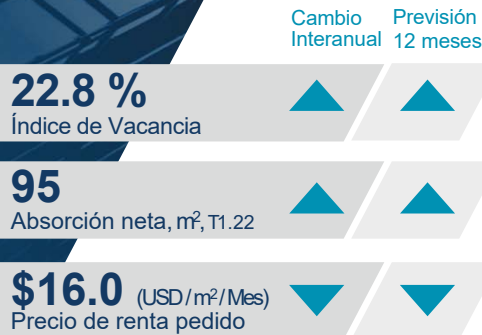 Cambio Previsión
Interanual 12 meses
22.8 %
Índice de Vacancia
95
Absorción neta, m², T1.22
$16.0 (USD/m²/Mes)
Precio de renta pedido